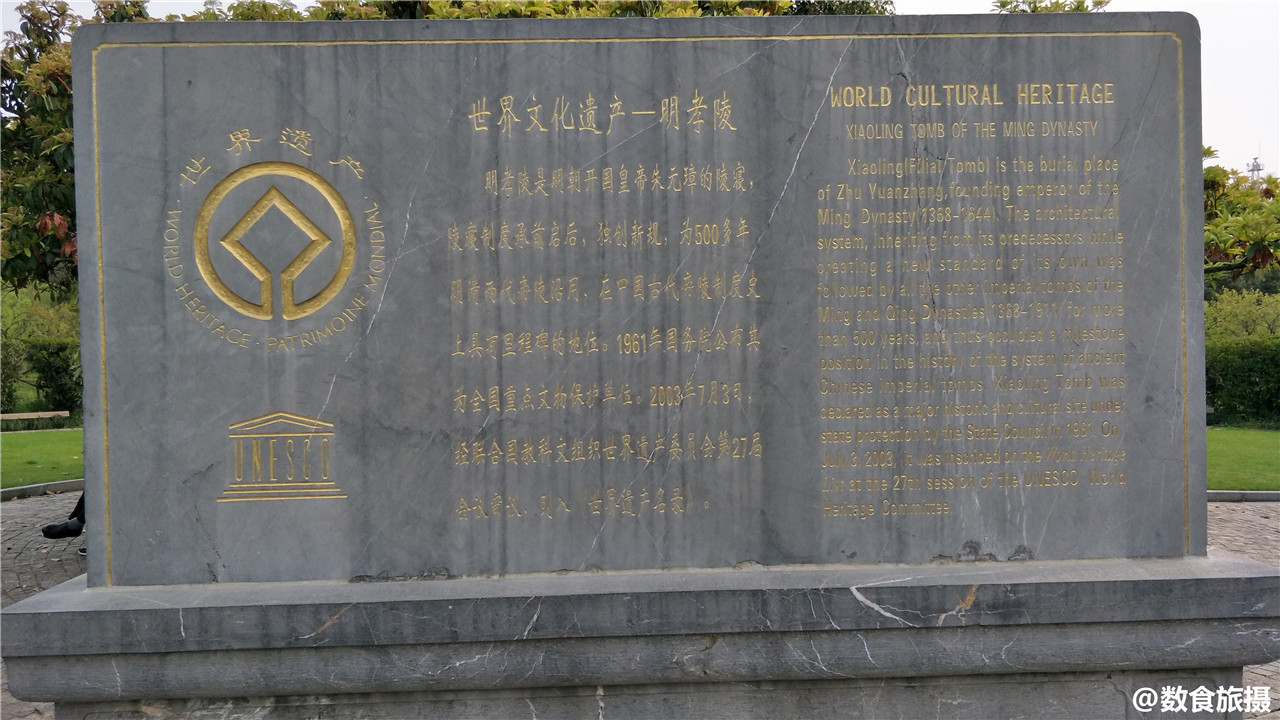 ·世界遗产·
WORLD HERITAGE · PATRIMOINE MONDIAL
UNESCO
世界文化遗产—明孝陵
明孝陵是明朝开国皇帝朱元璋的陵寝，
陵寝制度承前启后，独创新规，为500多年
明清两代帝陵沿用，在中国古代帝陵制度史
上具有里程碑的地位。1961年国务院公布其
为全国重点文物保护单位。2003年7月3日，
经联合国教科文组织世界遗产委员会第27届
会议审议，列入《世界遗产名录》。
WORLD CULTURAL HERITAGE
XIAOLING TOMB OF THE MING DYNASTY
Xiaoling(Filial Tomb) is the burial place
of Zhu Yuanzhang, founding emperor of the
Ming Dynasty(1368-1644). The architectural
system, inheriting from its predecessors while
creating a new standard of its own was
followed by all the other imperial tombs of the
Ming and Qing Dynasties (1368-1911) for more
than 500 years, and thus occupied a milestone
position in the history of the system of ancient
Chinese imperial tombs. Xiaoling Tomb was
declared as a major historic and cultural site under
state protection by the State Council in 1961. On
July 3, 2003, it was inscribed on the World Heritage
List at the 27th session of the UNESCO World
Heritage Committee.
@数食旅摄